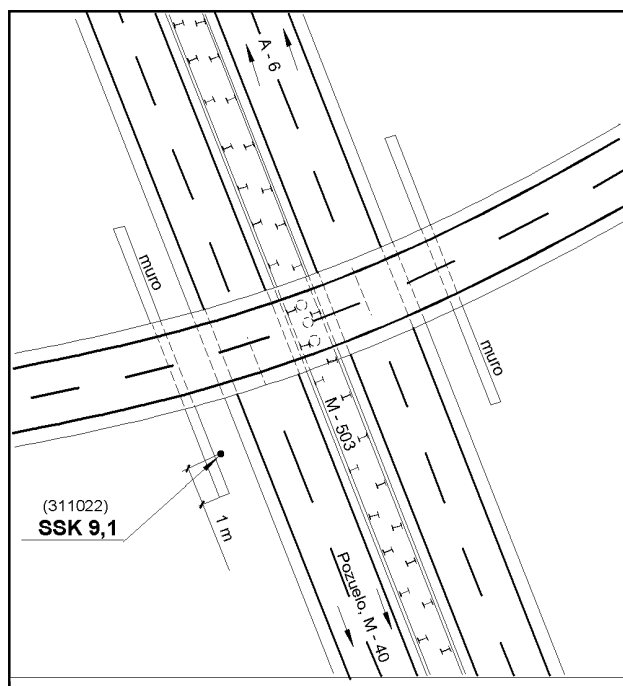 A - 6
muro
muro
M - 503
(311022)
SSK 9,1
1 m
Pozuelo, M - 40